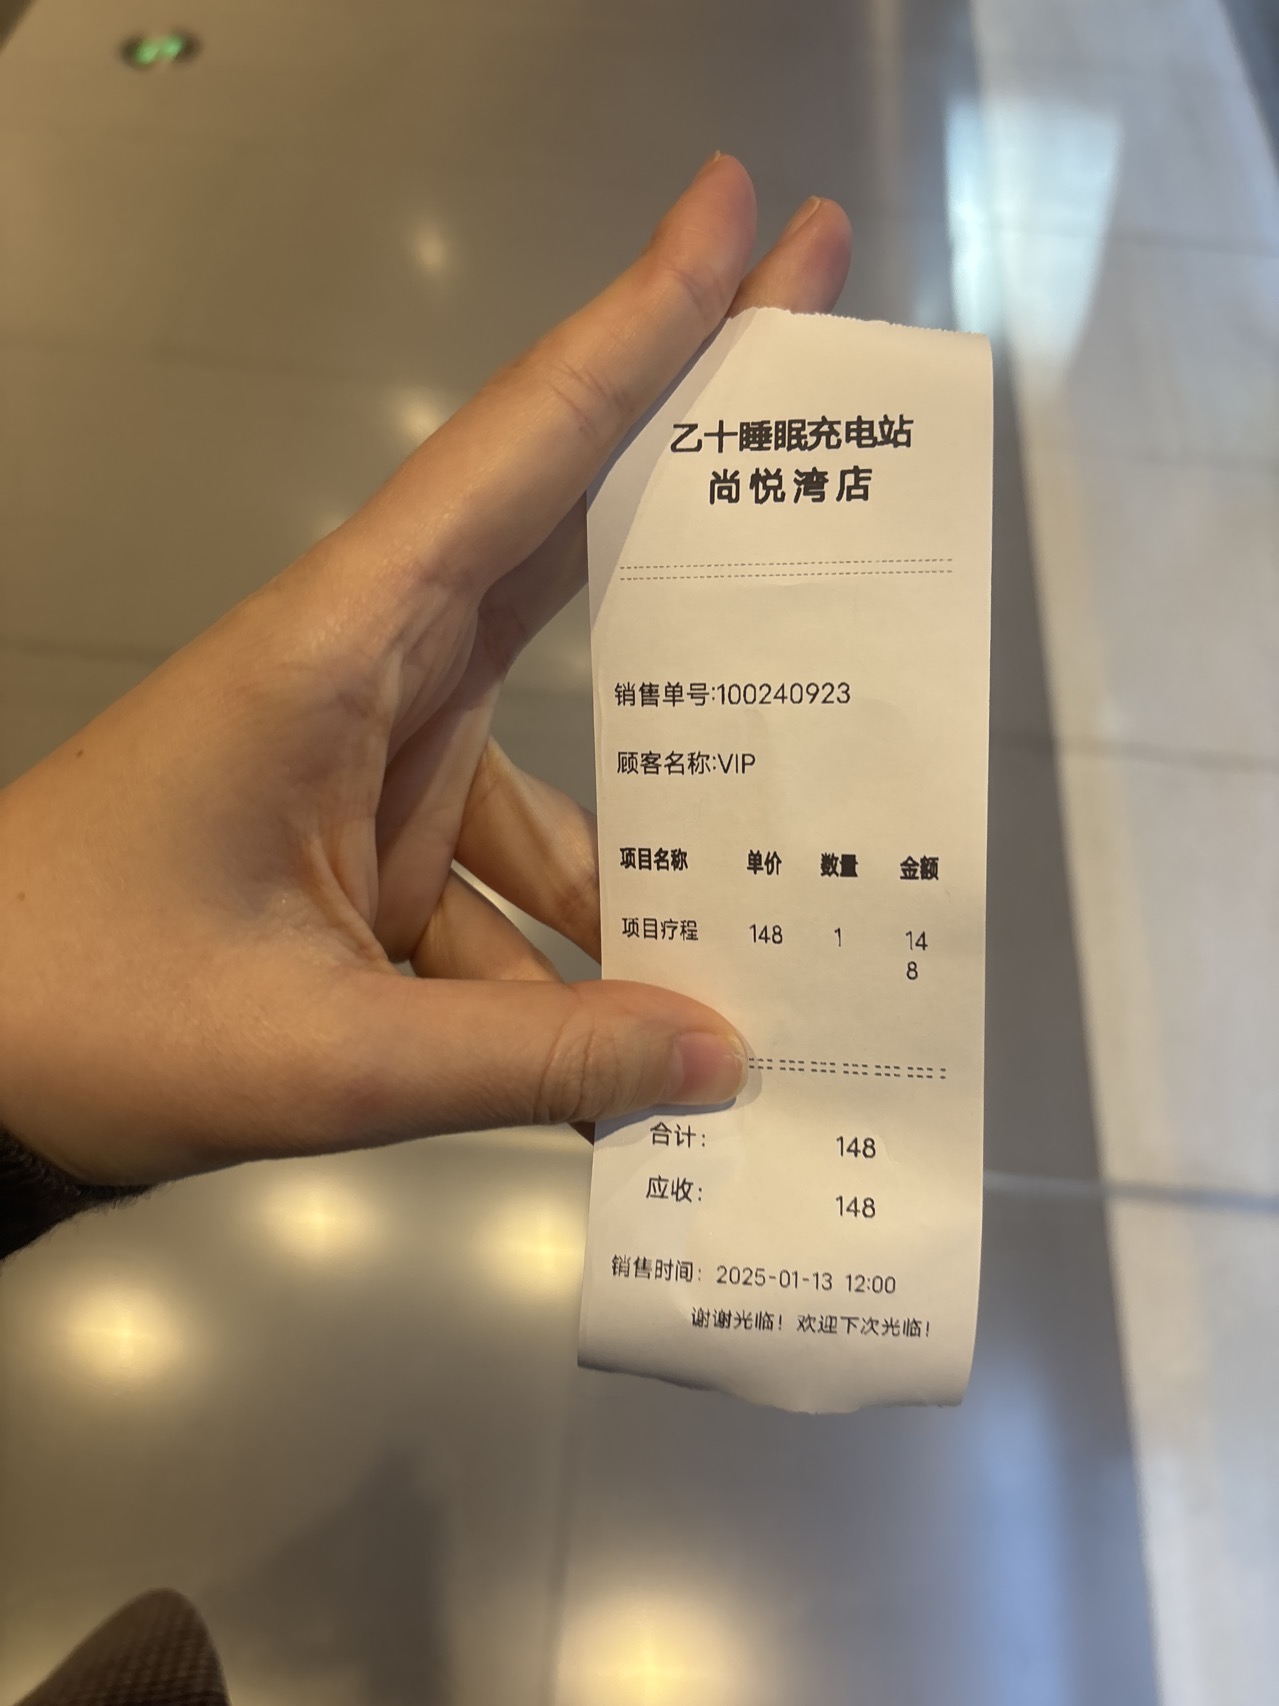 乙十睡眠充电站
尚悦湾店
销售单号:100240923
顾客名称:VIP
项目名称 单价 数量 金额
项目疗程 148 1 14
8
合计: 148
应收: 148
销售时间: 2025-01-13 12:00
谢谢光临! 欢迎下次光临!